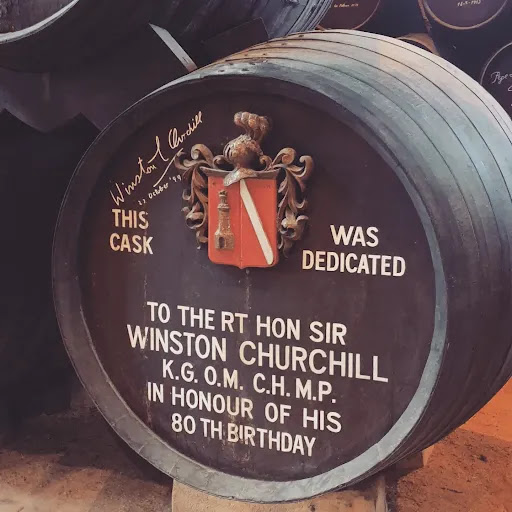 Winston S Churchill
THIS
CASK
WAS
DEDICATED
TO THE RT HON SIR
WINSTON CHURCHILL
K.G. O.M. C.H. M.P.
IN HONOUR OF HIS
80 TH BIRTHDAY